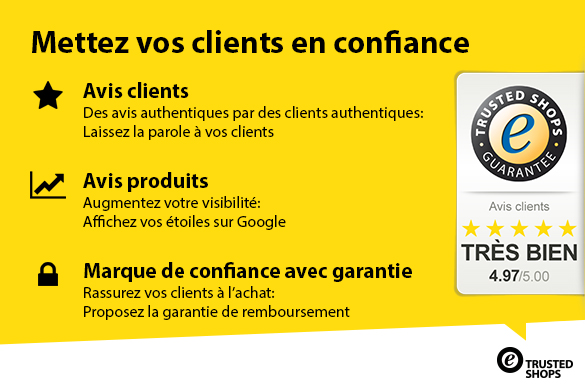 Mettez vos clients en confiance
Avis clients
Des avis authentiques par des clients authentiques:
Laissez la parole à vos clients
Avis produits
Augmentez votre visibilité:
Affichez vos étoiles sur Google
Marque de confiance avec garantie
Rassurez vos clients à l’achat:
Proposez la garantie de remboursement
TRUSTED SHOPS
e
GUARANTEE
Avis clients
TRÈS BIEN
4.97/5.00
e TRUSTED
SHOPS